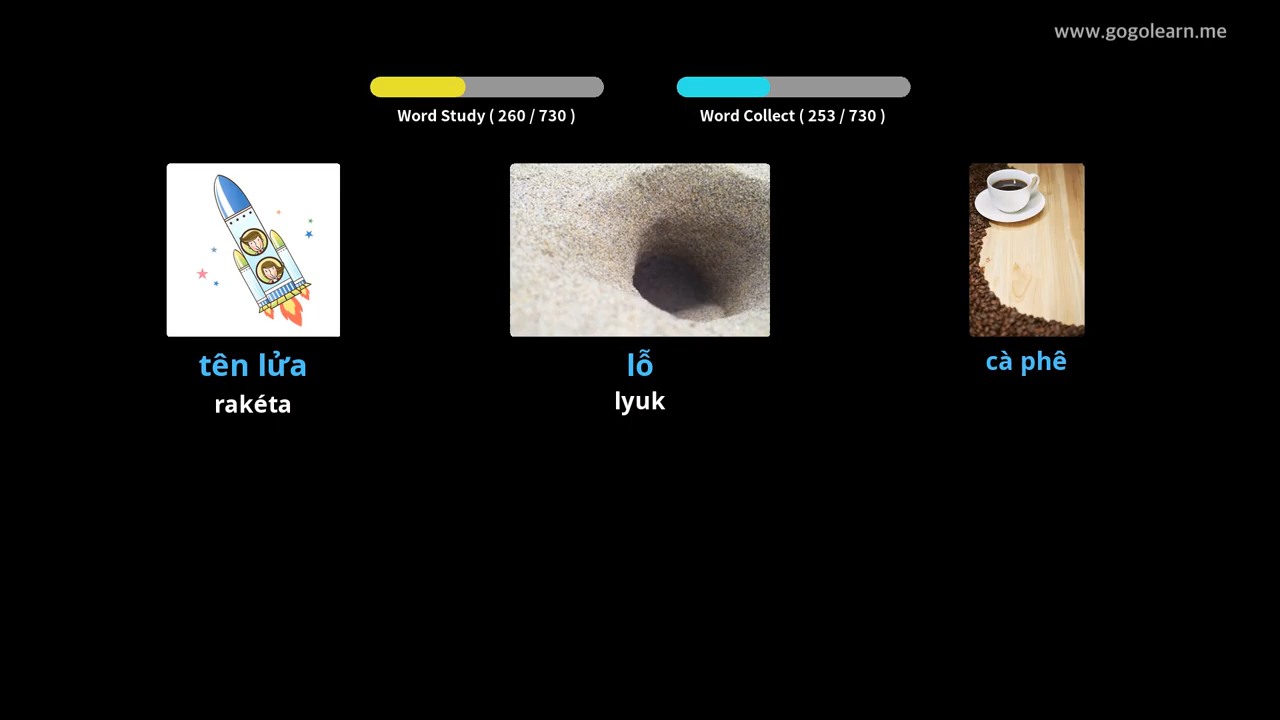 www.gogolearn.me
Word Study ( 260 / 730 )
Word Collect ( 253 / 730 )
tên lửa
rakéta
lỗ
lyuk
cà phê